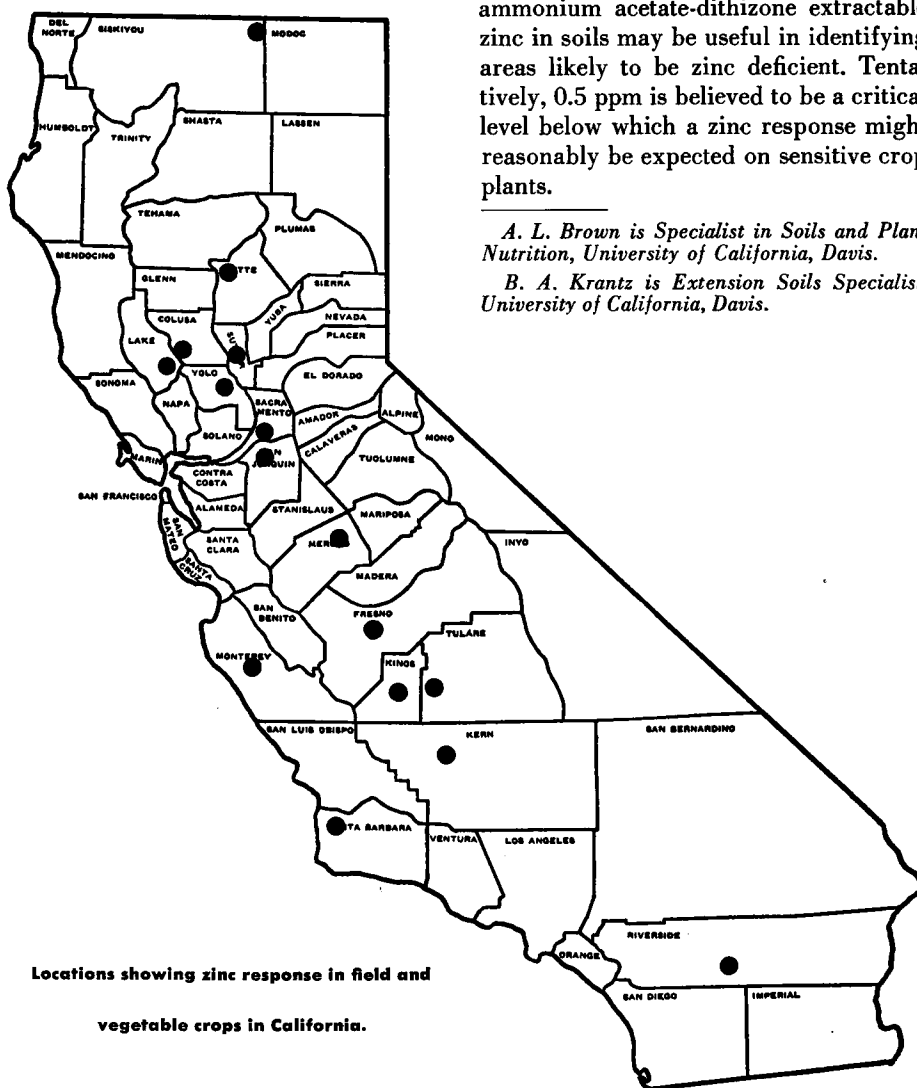 ammonium acetate-dithizone extractable
zinc in soils may be useful in identifying
areas likely to be zinc deficient. Tenta-
tively, 0.5 ppm is believed to be a critical
level below which a zinc response might
reasonably be expected on sensitive crop
plants.
A. L. Brown is Specialist in Soils and Plant
Nutrition, University of California, Davis.
B. A. Krantz is Extension Soils Specialist
University of California, Davis.
DEL
NORTE
SISKIYOU
MODOC
HUMBOLDT
TRINITY
SHASTA
LASSEN
TEHAMA
PLUMAS
MENDOCINO
GLENN
TTE
SIERRA
YUBA
NEVADA
COLUSA
SU
PLACER
LAKE
YOLO
EL DORADO
SONOMA
NAPA
SACRA
MENTO
ALPINE
AMADOR
SOLANO
CALAVERAS
MONO
MARIN
N
JOAQUIN
TUOLUMNE
CONTRA
COSTA
SAN FRANCISCO
ALAMEDA
STANISLAUS
MARIPOSA
SAN
MATEO
SANTA
CLARA
MERCED
INYO
SANTA
CRUZ
MADERA
SAN
BENITO
FRESNO
TULARE
MONTEREY
KINGS
SAN LUIS OBISPO
KERN
SAN BERNARDINO
TA BARBARA
VENTURA
LOS ANGELES
RIVERSIDE
ORANGE
SAN DIEGO
IMPERIAL
Locations showing zinc response in field and
vegetable crops in California.